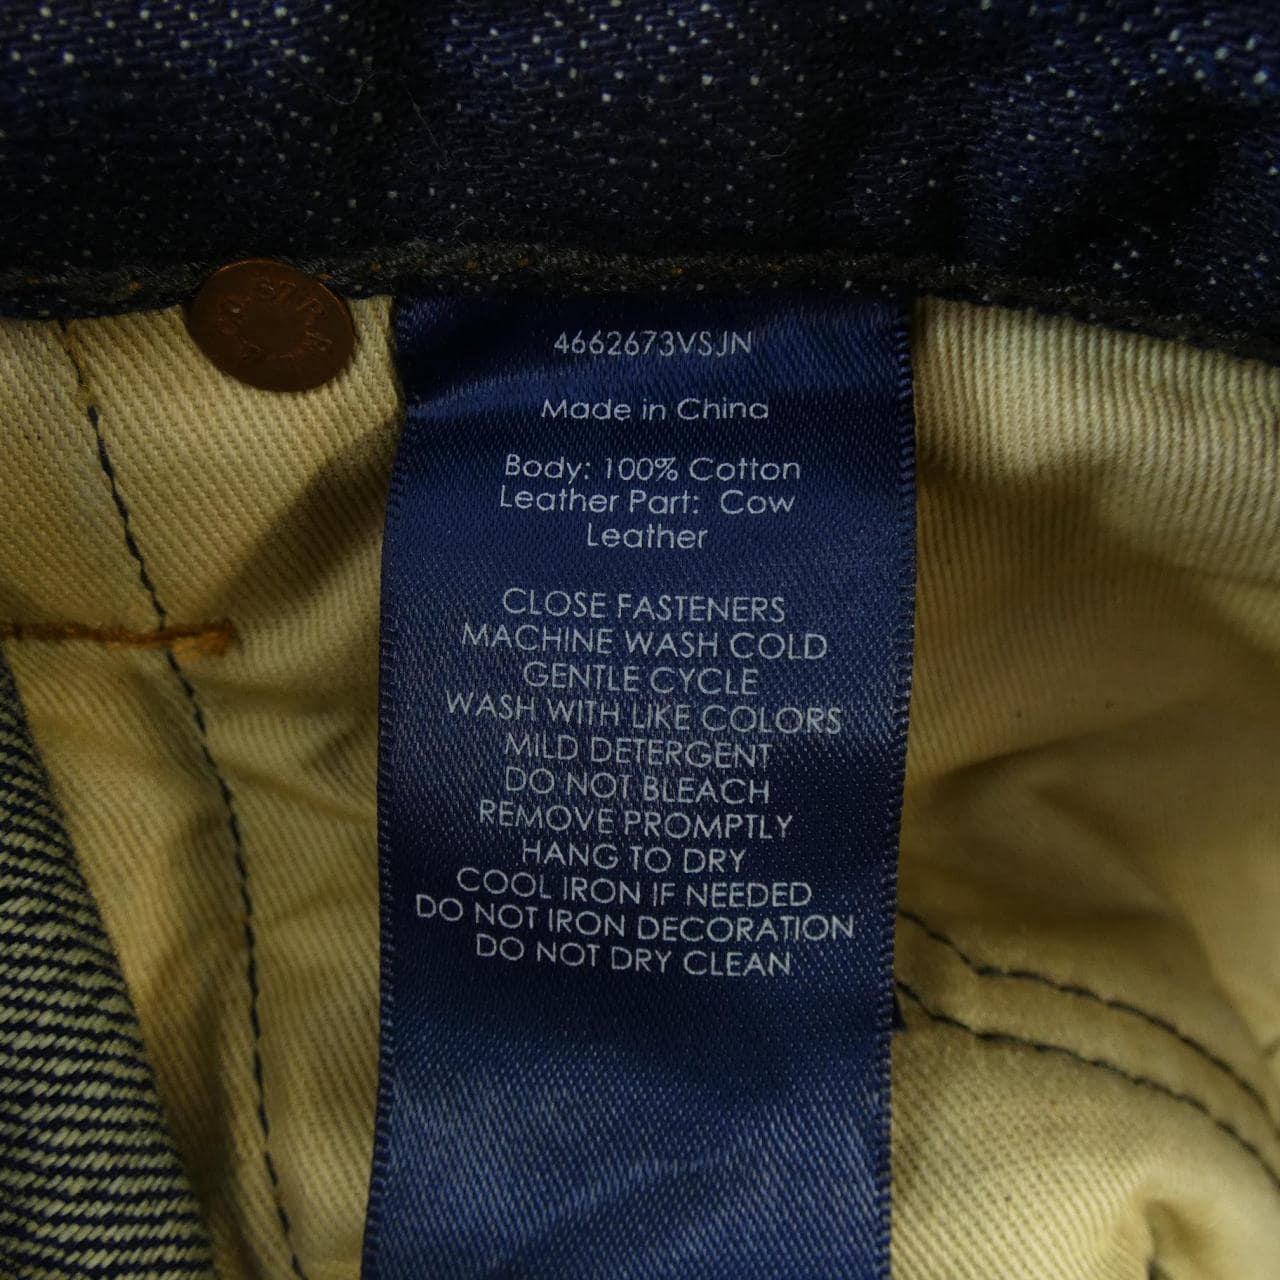 4662673VSJN
Made in China
Body: 100% Cotton
Leather Part: Cow
Leather
CLOSE FASTENERS
MACHINE WASH COLD
GENTLE CYCLE
WASH WITH LIKE COLORS
MILD DETERGENT
DO NOT BLEACH
REMOVE PROMPTLY
HANG TO DRY
COOL IRON IF NEEDED
DO NOT IRON DECORATION
DO NOT DRY CLEAN